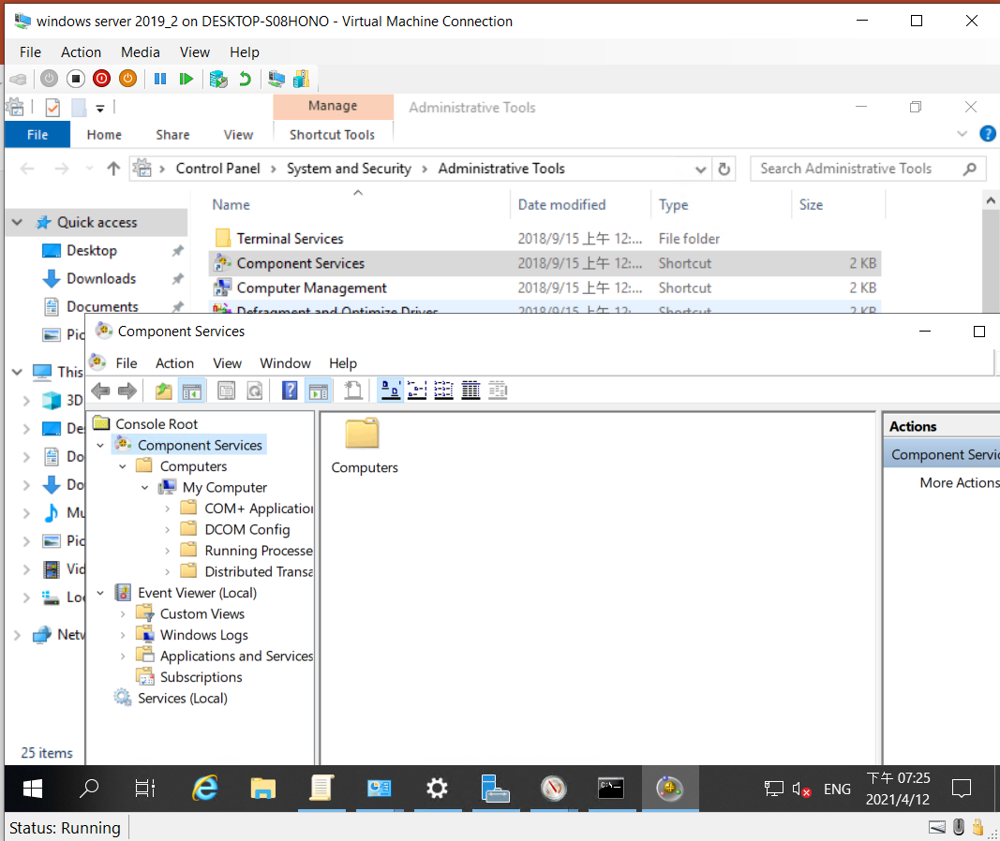 windows server 2019_2 on DESKTOP-S08HONO - Virtual Machine Connection
File Action Media View Help
Manage Administrative Tools
File Home Share View Shortcut Tools
Control Panel > System and Security > Administrative Tools Search Administrative Tools
Name Date modified Type Size
Quick access
Terminal Services 2018/9/15 上午 12:... File folder
Desktop
Component Services 2018/9/15 上午 12:... Shortcut 2 KB
Downloads
Computer Management 2018/9/15 上午 12:... Shortcut 2 KB
Documents
Defragment and Optimize Drives 2018/9/15 上午 12:... Shortcut 2 KB
Pic
This
3D
De
Do
Do
Mu
Pic
Vid
Loc
Netw
25 items
Component Services
File Action View Window Help
Console Root
Component Services
Computers
My Computer
COM+ Application
DCOM Config
Running Processe
Distributed Transa
Event Viewer (Local)
Custom Views
Windows Logs
Applications and Services
Subscriptions
Services (Local)
Computers
Actions
Component Servic
More Actions
ENG
下午 07:25
2021/4/12
Status: Running